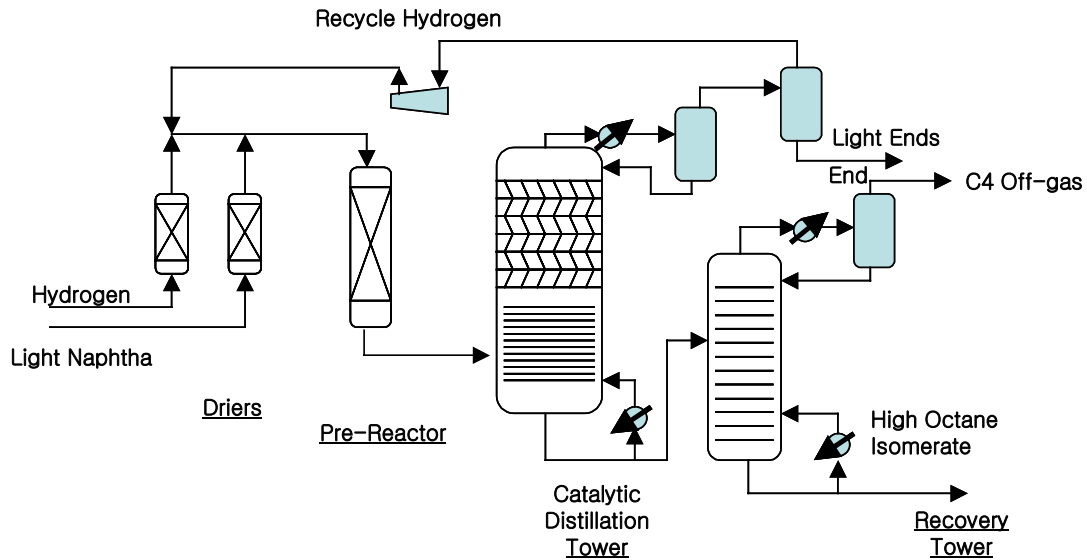 Recycle Hydrogen
Light Ends
End
C4 Off-gas
Hydrogen
Light Naphtha
Driers
Pre-Reactor
High Octane
Isomerate
Catalytic
Distillation
Tower
Recovery
Tower